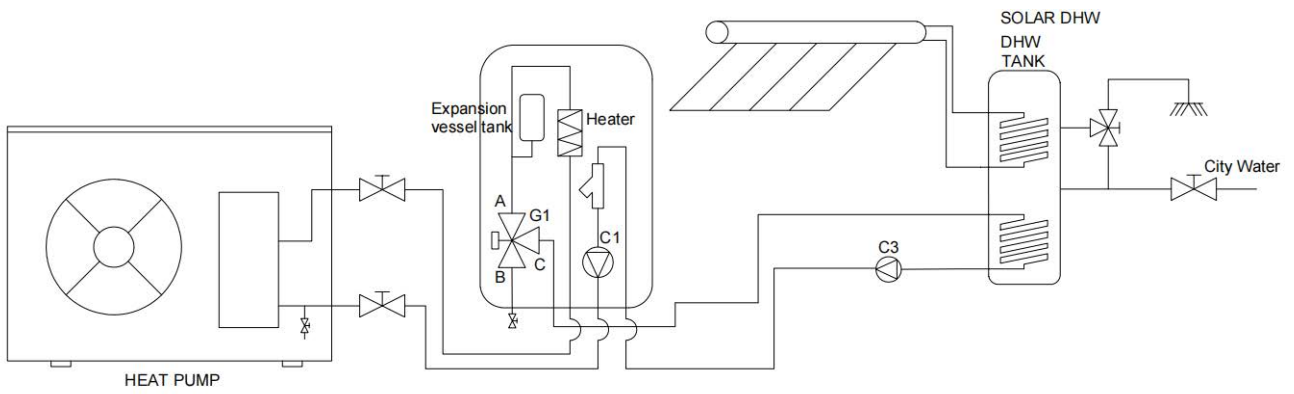 SOLAR DHW
DHW
TANK
Expansion
vessel tank
Heater
City Water
A
G1
C1
C
B
C3
HEAT PUMP